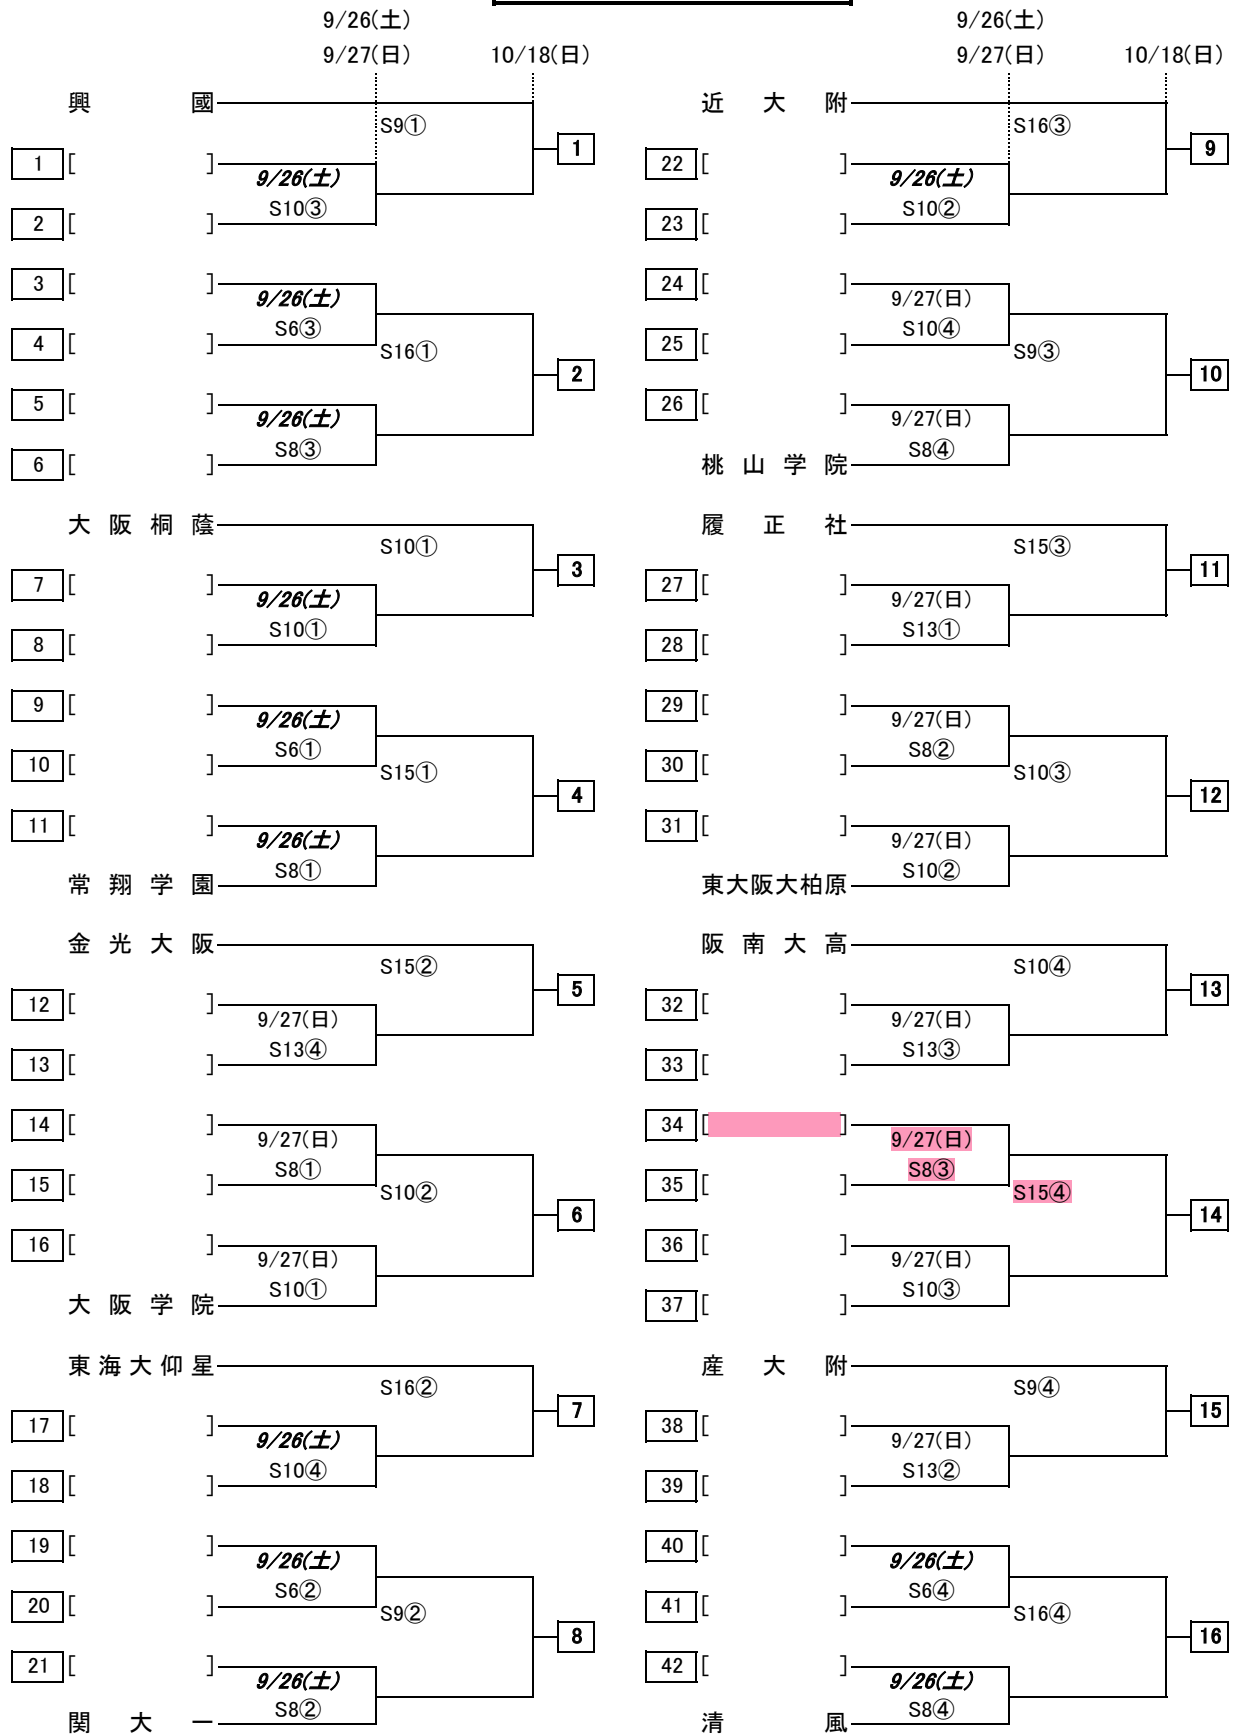 9/26(土)
9/27(日) 10/18(日)
興國
S9①
1
1 [ ]
9/26(土)
S10③
2 [ ]
3 [ ]
9/26(土)
S6③
4 [ ]
S16①
2
5 [ ]
9/26(土)
S8③
6 [ ]
大阪桐蔭
S10①
3
7 [ ]
9/26(土)
S10①
8 [ ]
9 [ ]
9/26(土)
S6①
10 [ ]
S15①
4
11 [ ]
9/26(土)
S8①
常翔学園
金光大阪
S15②
5
12 [ ]
9/27(日)
S13④
13 [ ]
14 [ ]
9/27(日)
S8①
15 [ ]
S10②
6
16 [ ]
9/27(日)
S10①
大阪学院
東海大仰星
S16②
7
17 [ ]
9/26(土)
S10④
18 [ ]
19 [ ]
9/26(土)
S6②
20 [ ]
S9②
8
21 [ ]
9/26(土)
S8②
関大一
9/26(土)
9/27(日) 10/18(日)
近大附
S16③
9
22 [ ]
9/26(土)
S10②
23 [ ]
24 [ ]
9/27(日)
S10④
25 [ ]
S9③
10
26 [ ]
9/27(日)
S8④
桃山学院
履正社
S15③
11
27 [ ]
9/27(日)
S13①
28 [ ]
29 [ ]
9/27(日)
S8②
30 [ ]
S10③
12
31 [ ]
9/27(日)
S10②
東大阪大柏原
阪南大高
S10④
13
32 [ ]
9/27(日)
S13③
33 [ ]
34 [ ]
9/27(日)
S8③
35 [ ]
S15④
14
36 [ ]
9/27(日)
S10③
37 [ ]
産大附
S9④
15
38 [ ]
9/27(日)
S13②
39 [ ]
40 [ ]
9/26(土)
S6④
41 [ ]
S16④
16
42 [ ]
9/26(土)
S8④
清風